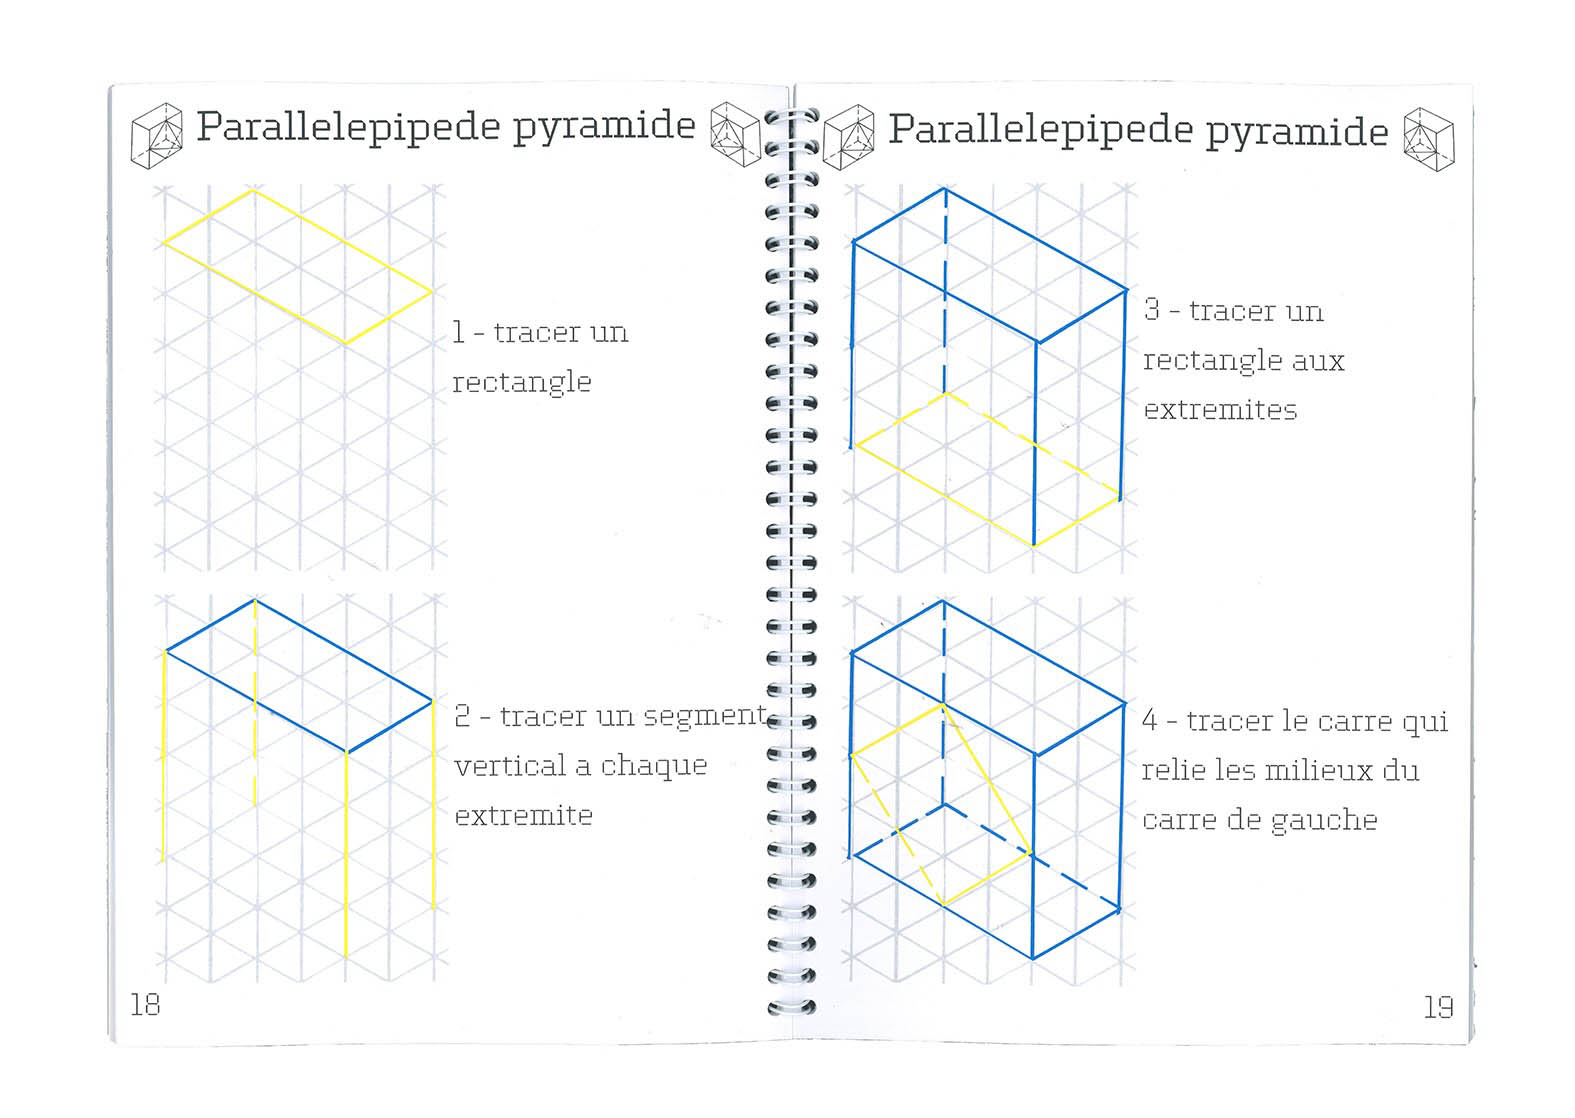 Parallelepipede pyramide
1 - tracer un
rectangle
2 - tracer un segment
vertical a chaque
extremite
18
Parallelepipede pyramide
3 - tracer un
rectangle aux
extremites
4 - tracer le carre qui
relie les milieux du
carre de gauche
19